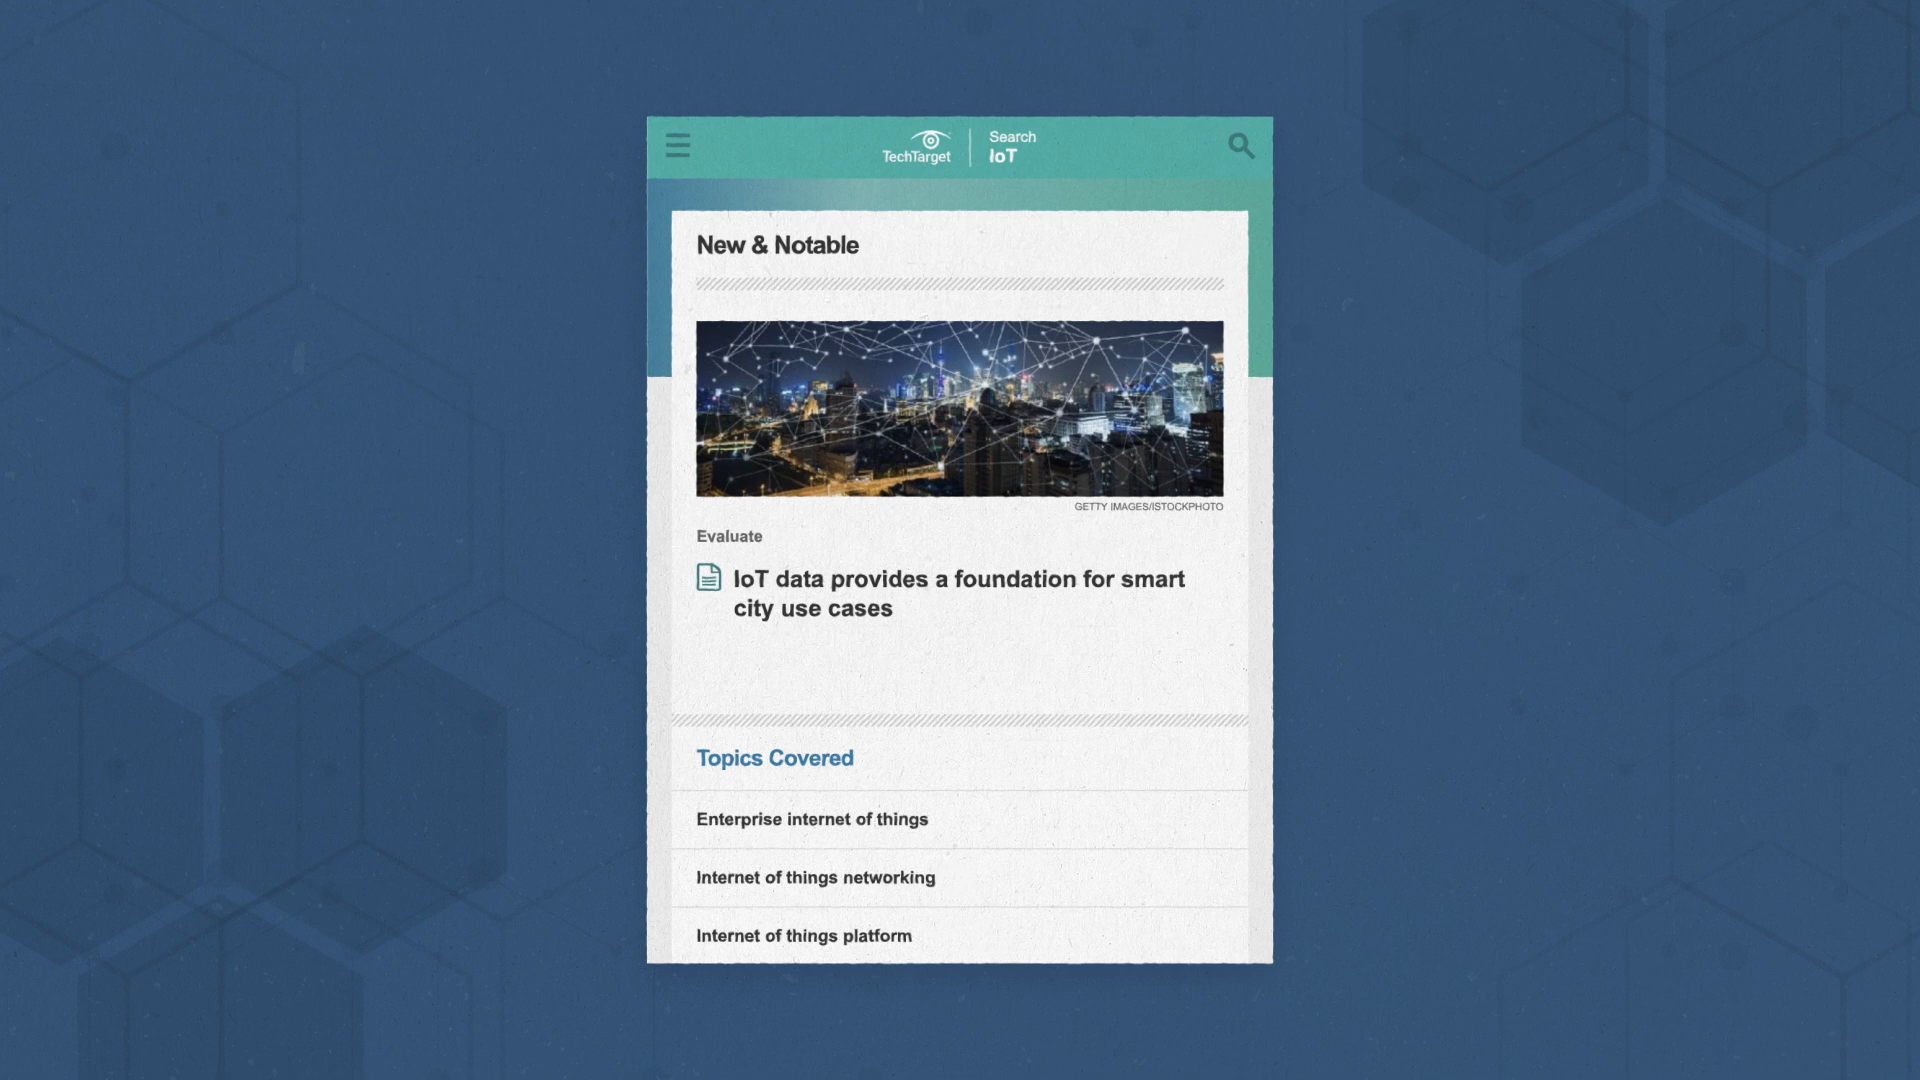 TechTarget
Search
IoT
New & Notable
GETTY IMAGES/ISTOCKPHOTO
Evaluate
IoT data provides a foundation for smart
city use cases
Topics Covered
Enterprise internet of things
Internet of things networking
Internet of things platform